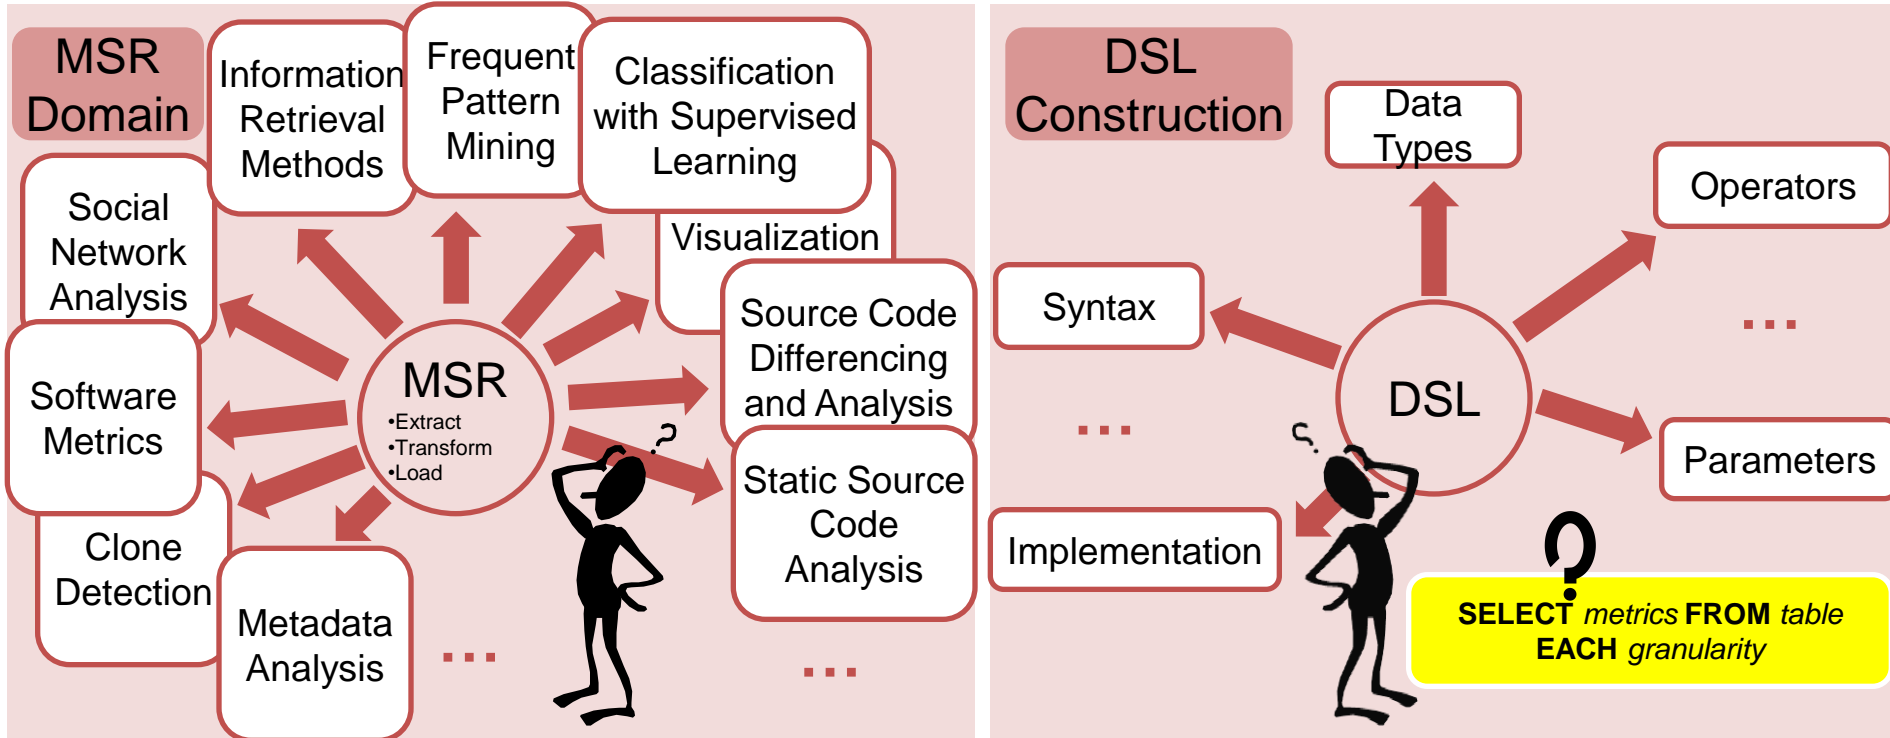 MSR
Domain
Information
Retrieval
Methods
Frequent
Pattern
Mining
Classification
with Supervised
Learning
Social
Network
Analysis
Visualization
Software
Metrics
MSR
•Extract
•Transform
•Load
?
Source Code
Differencing
and Analysis
Clone
Detection
Static Source
Code
Analysis
Metadata
Analysis
...
...
DSL
Construction
Data
Types
Operators
...
Syntax
DSL
...
?
Parameters
Implementation
?
SELECT metrics FROM table
EACH granularity